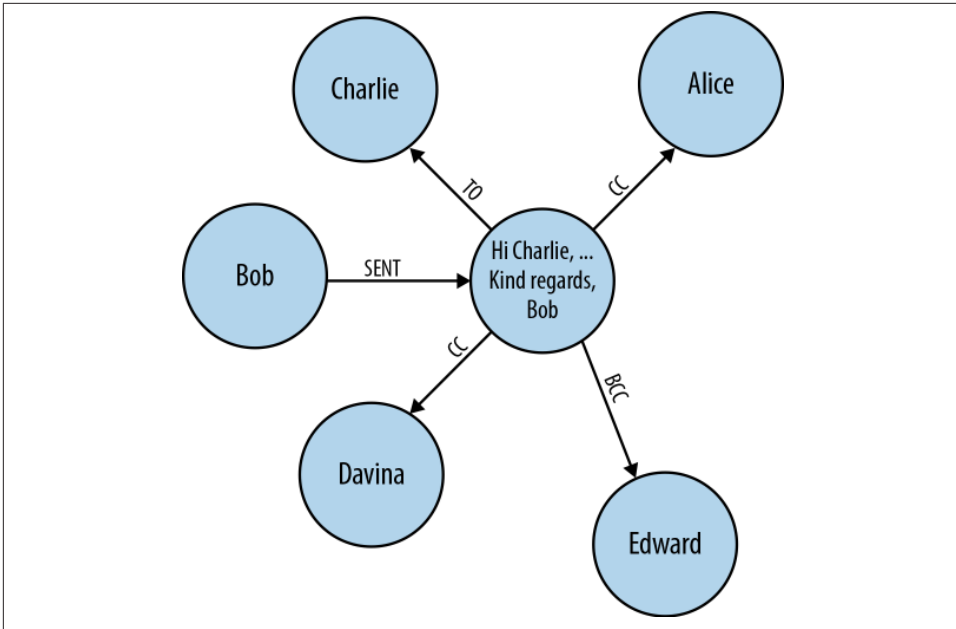 Charlie
Alice
TO
CC
Hi Charlie, ...
Kind regards,
Bob
Bob
SENT
CC
BCC
Davina
Edward